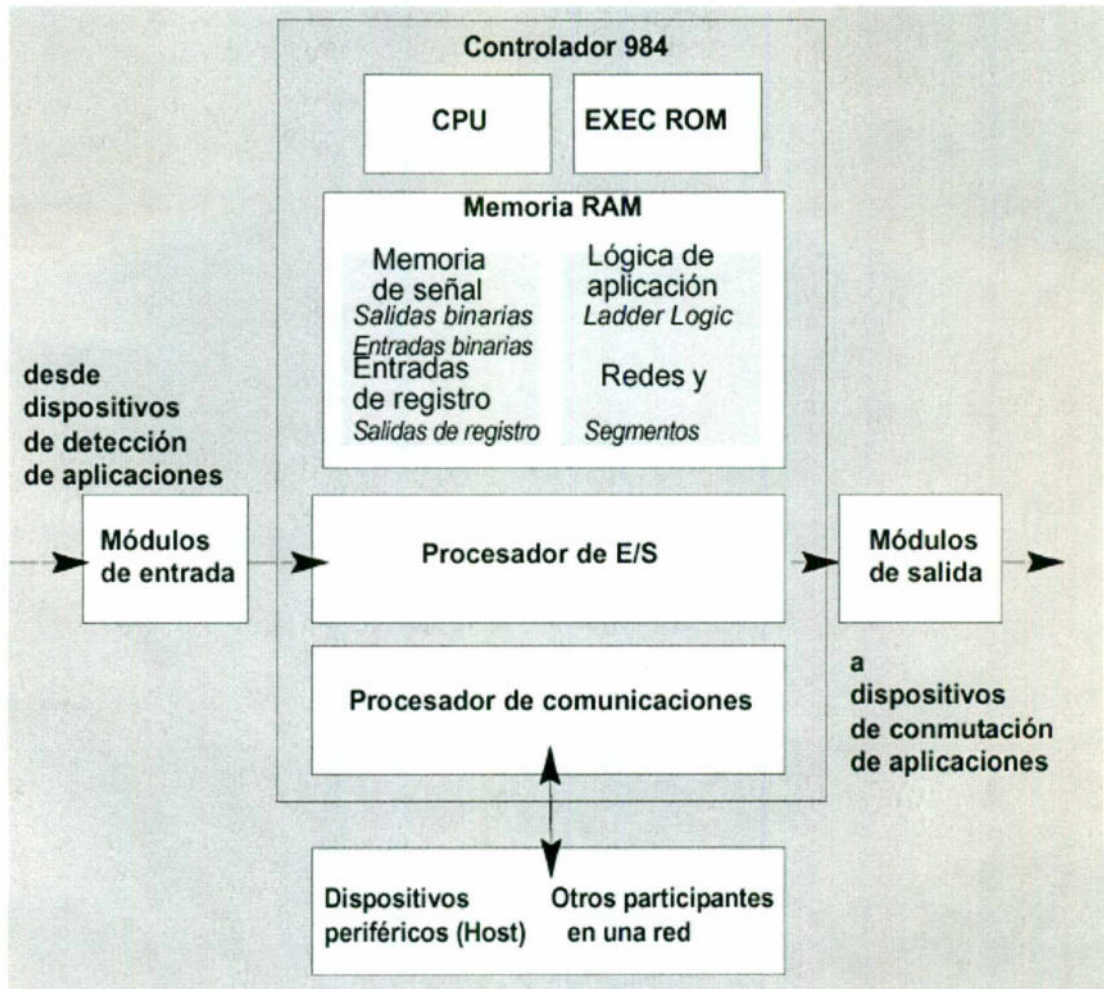 Controlador 984
CPU
EXEC ROM
Memoria RAM
Memoria
de señal
Salidas binarias
Entradas binarias
Entradas
de registro
Salidas de registro
Lógica de
aplicación
Ladder Logic
Redes y
Segmentos
desde
dispositivos
de detección
de aplicaciones
Módulos
de entrada
Procesador de E/S
Módulos
de salida
Procesador de comunicaciones
a
dispositivos
de conmutación
de aplicaciones
Dispositivos
periféricos (Host)
Otros participantes
en una red